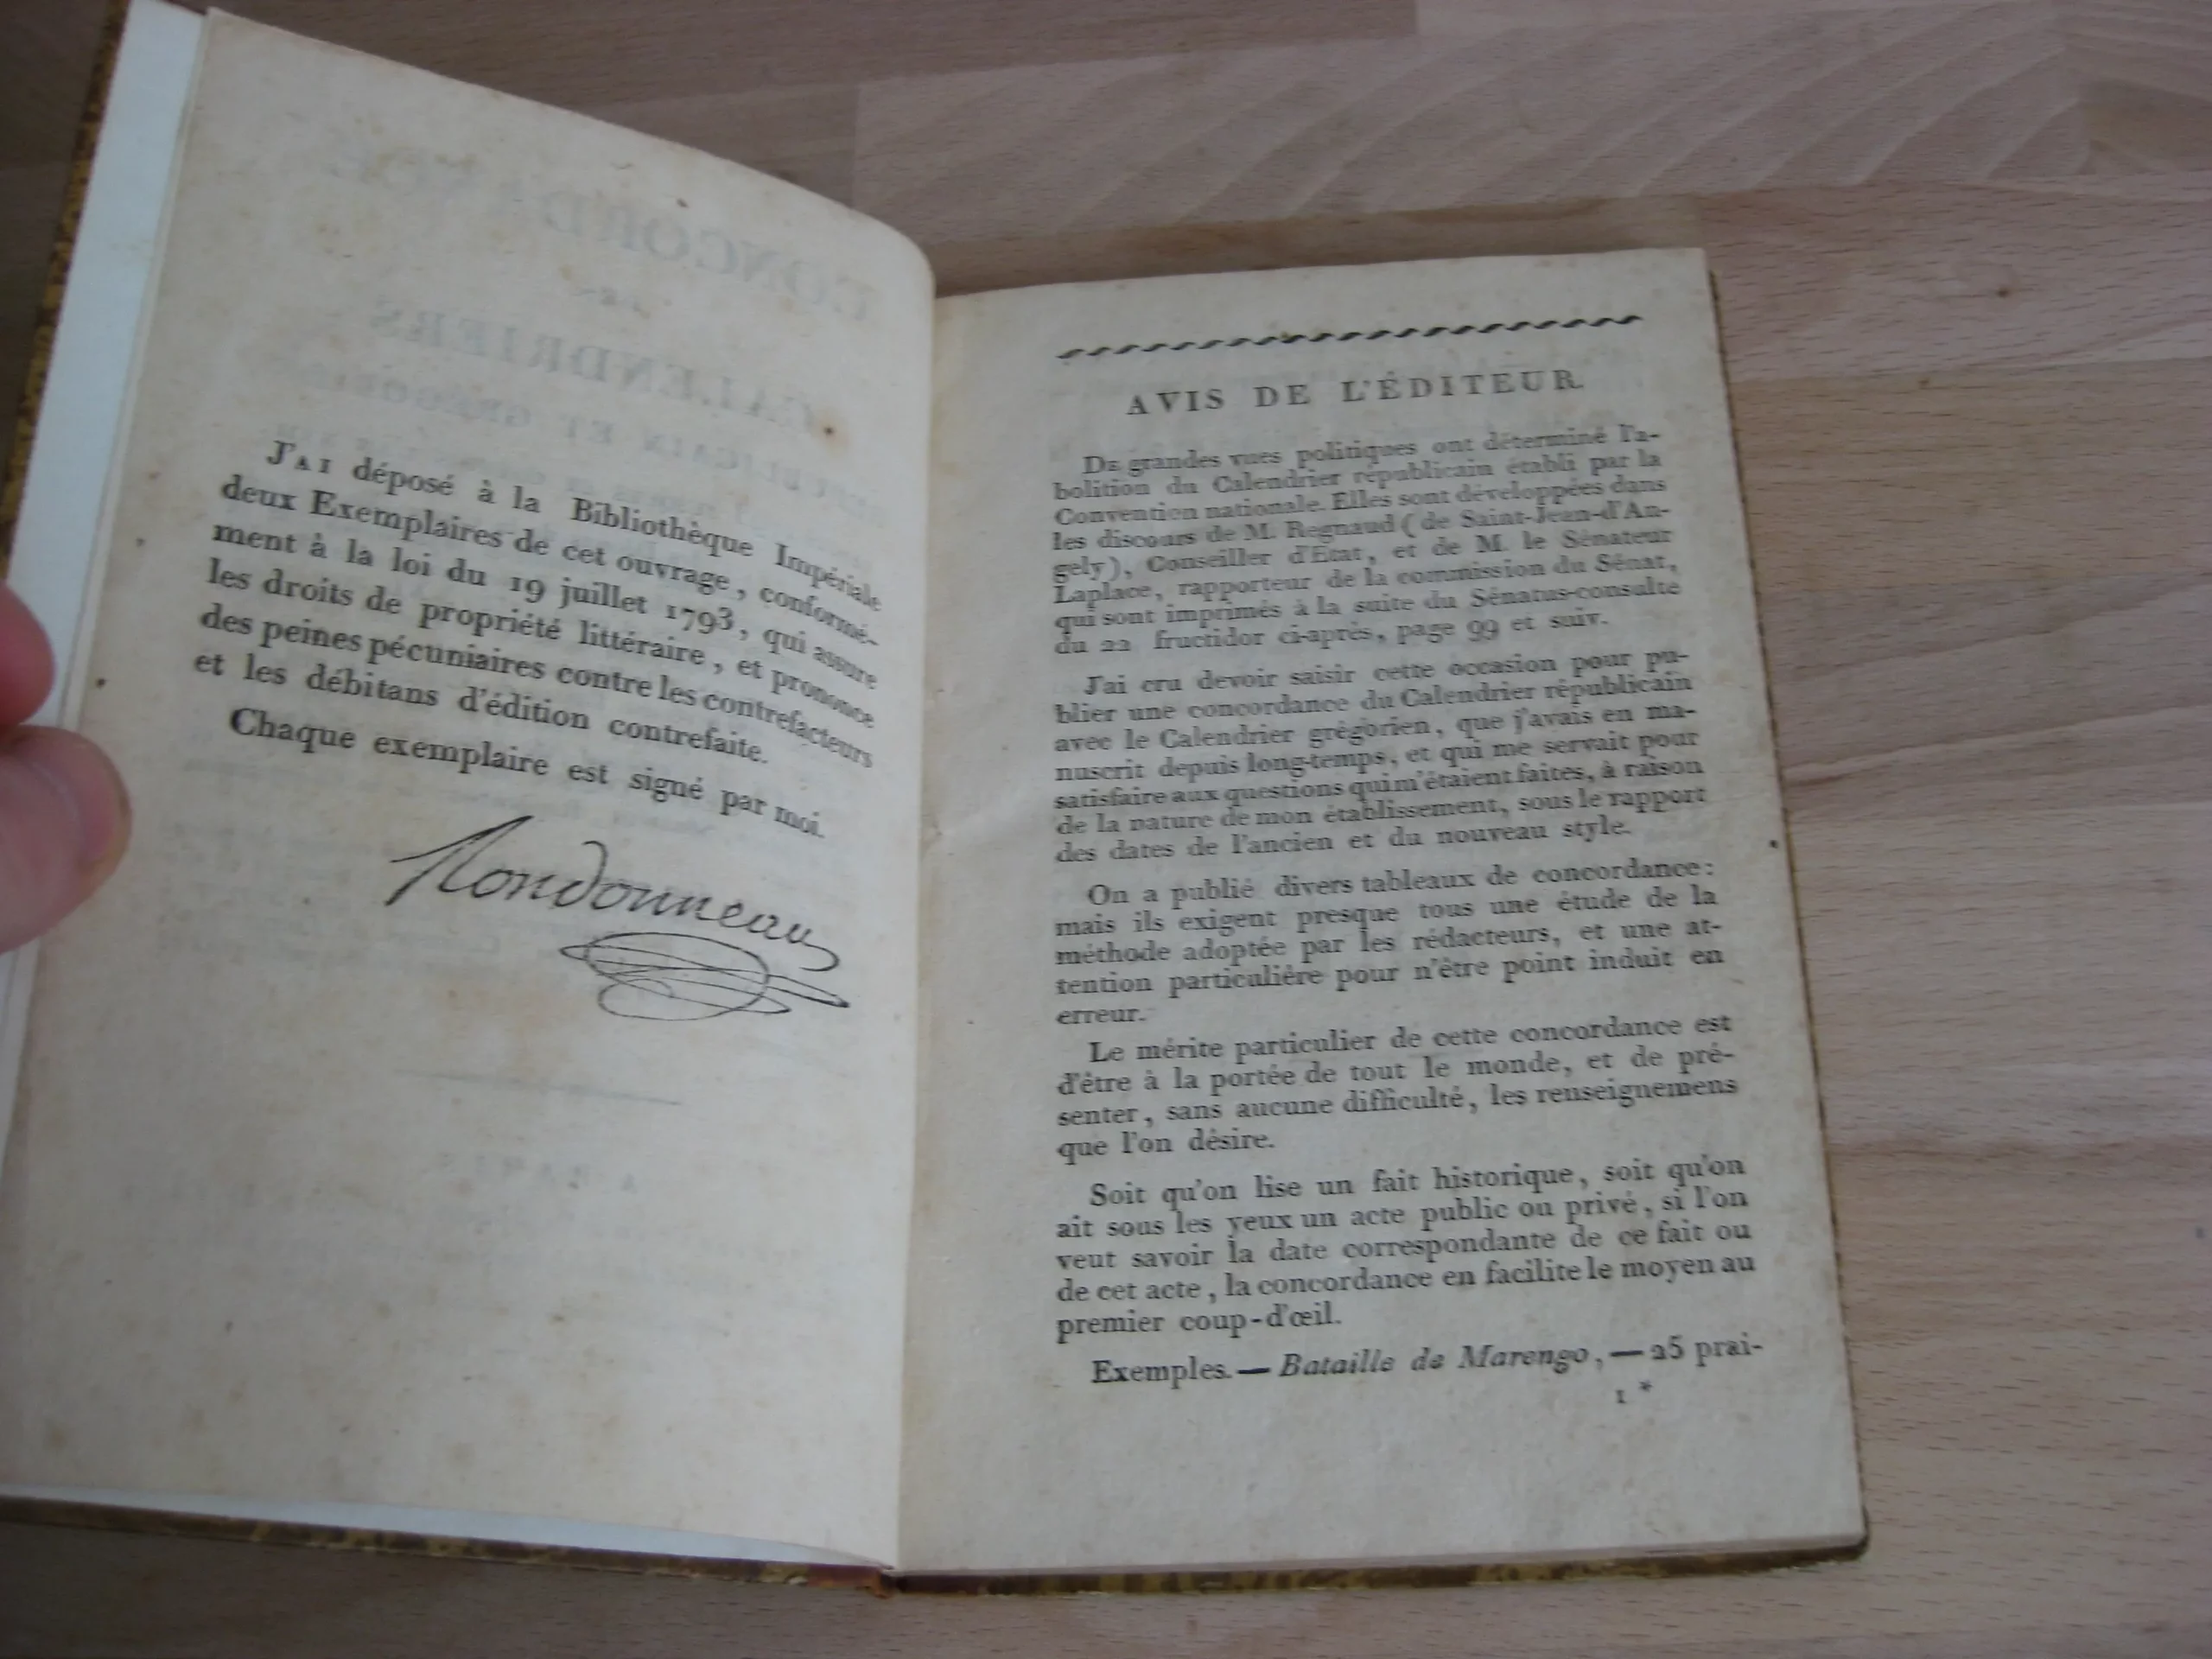 J'AI déposé à la Bibliothèque Impériale
deux Exemplaires de cet ouvrage, conformé-
ment à la loi du 19 juillet 1793, qui assure
les droits de propriété littéraire, et prononce
des peines pécuniaires contre les contrefacteurs
et les débitans d'édition contrefaite.
Chaque exemplaire est signé par moi.
Rondonneau
AVIS DE L'ÉDITEUR.
DE grandes vues politiques ont déterminé l'a-
bolition du Calendrier républicain établi par la
Convention nationale. Elles sont développées dans
les discours de M. Regnaud (de Saint-Jean-d'An-
gely), Conseiller d'Etat, et de M. le Sénateur
Laplace, rapporteur de la commission du Sénat,
qui sont imprimés à la suite du Sénatus-consulte
du 22 fructidor ci-après, page 99 et suiv.
J'ai cru devoir saisir cette occasion pour pu-
blier une concordance du Calendrier républicain
avec le Calendrier grégorien, que j'avais en ma-
nuscrit depuis long-temps, et qui me servait pour
satisfaire aux questions qui m'étaient faites, à raison
de la nature de mon établissement, sous le rapport
des dates de l'ancien et du nouveau style.
On a publié divers tableaux de concordance:
mais ils exigent presque tous une étude de la
méthode adoptée par les rédacteurs, et une at-
tention particulière pour n'être point induit en
erreur.
Le mérite particulier de cette concordance est
d'être à la portée de tout le monde, et de pré-
senter, sans aucune difficulté, les renseignemens
que l'on désire.
Soit qu'on lise un fait historique, soit qu'on
ait sous les yeux un acte public ou privé, si l'on
veut savoir la date correspondante de ce fait ou
de cet acte, la concordance en facilite le moyen au
premier coup-d'œil.
Exemples. — Bataille de Marengo, — 25 prai-
1 *